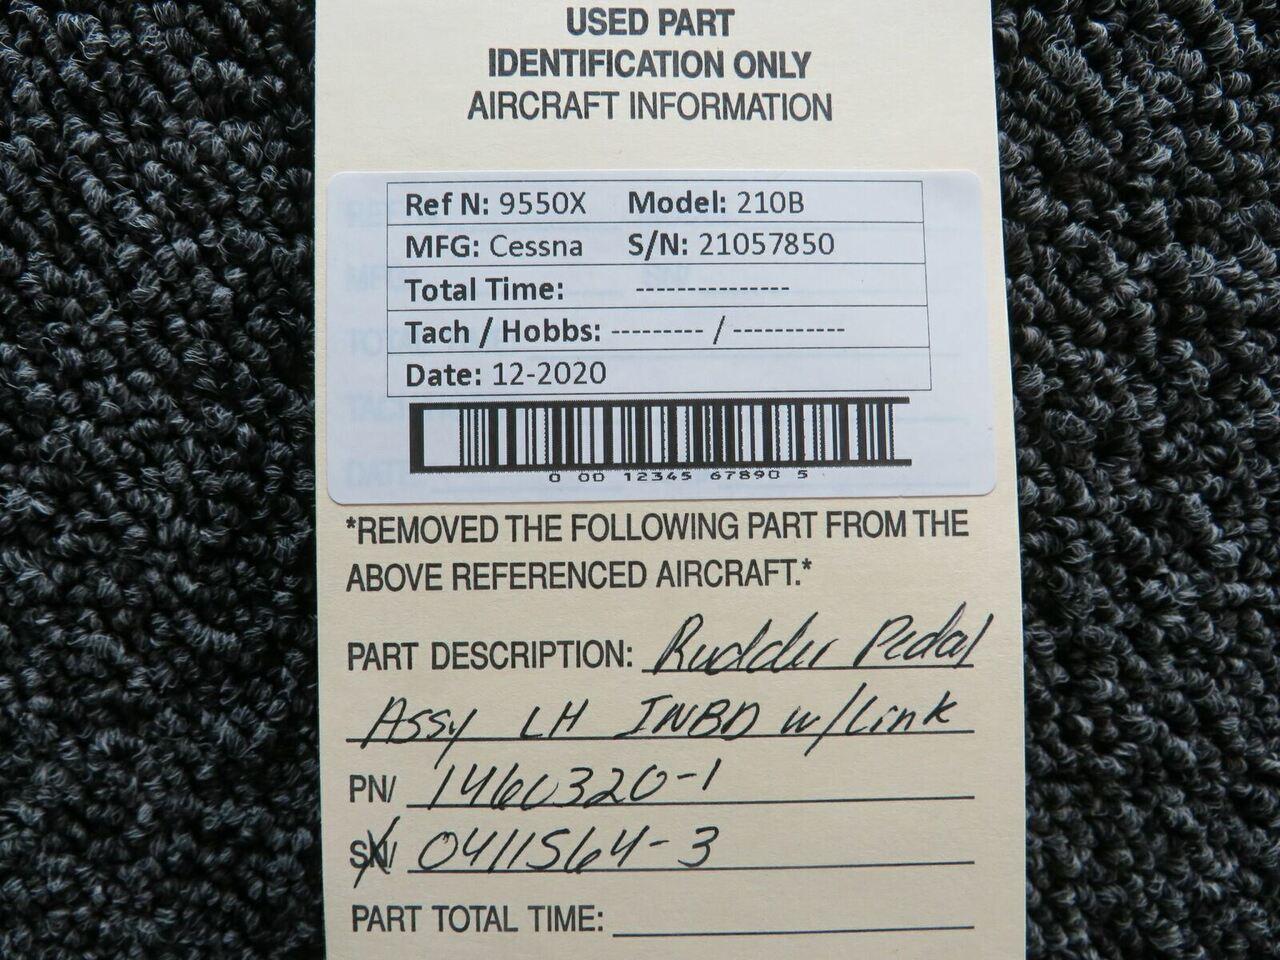 USED PART
IDENTIFICATION ONLY
AIRCRAFT INFORMATION
Ref N: 9550X Model: 210B
MFG: Cessna S/N: 21057850
Total Time: ---------------
Tach / Hobbs: --------- / -----------
Date: 12-2020
0 00 12345 67890 5
*REMOVED THE FOLLOWING PART FROM THE
ABOVE REFERENCED AIRCRAFT.*
PART DESCRIPTION: Rudder Pedal
Assy LH INBD w/Link
PN/ 1460320-1
SN/ 0411564-3
PART TOTAL TIME: